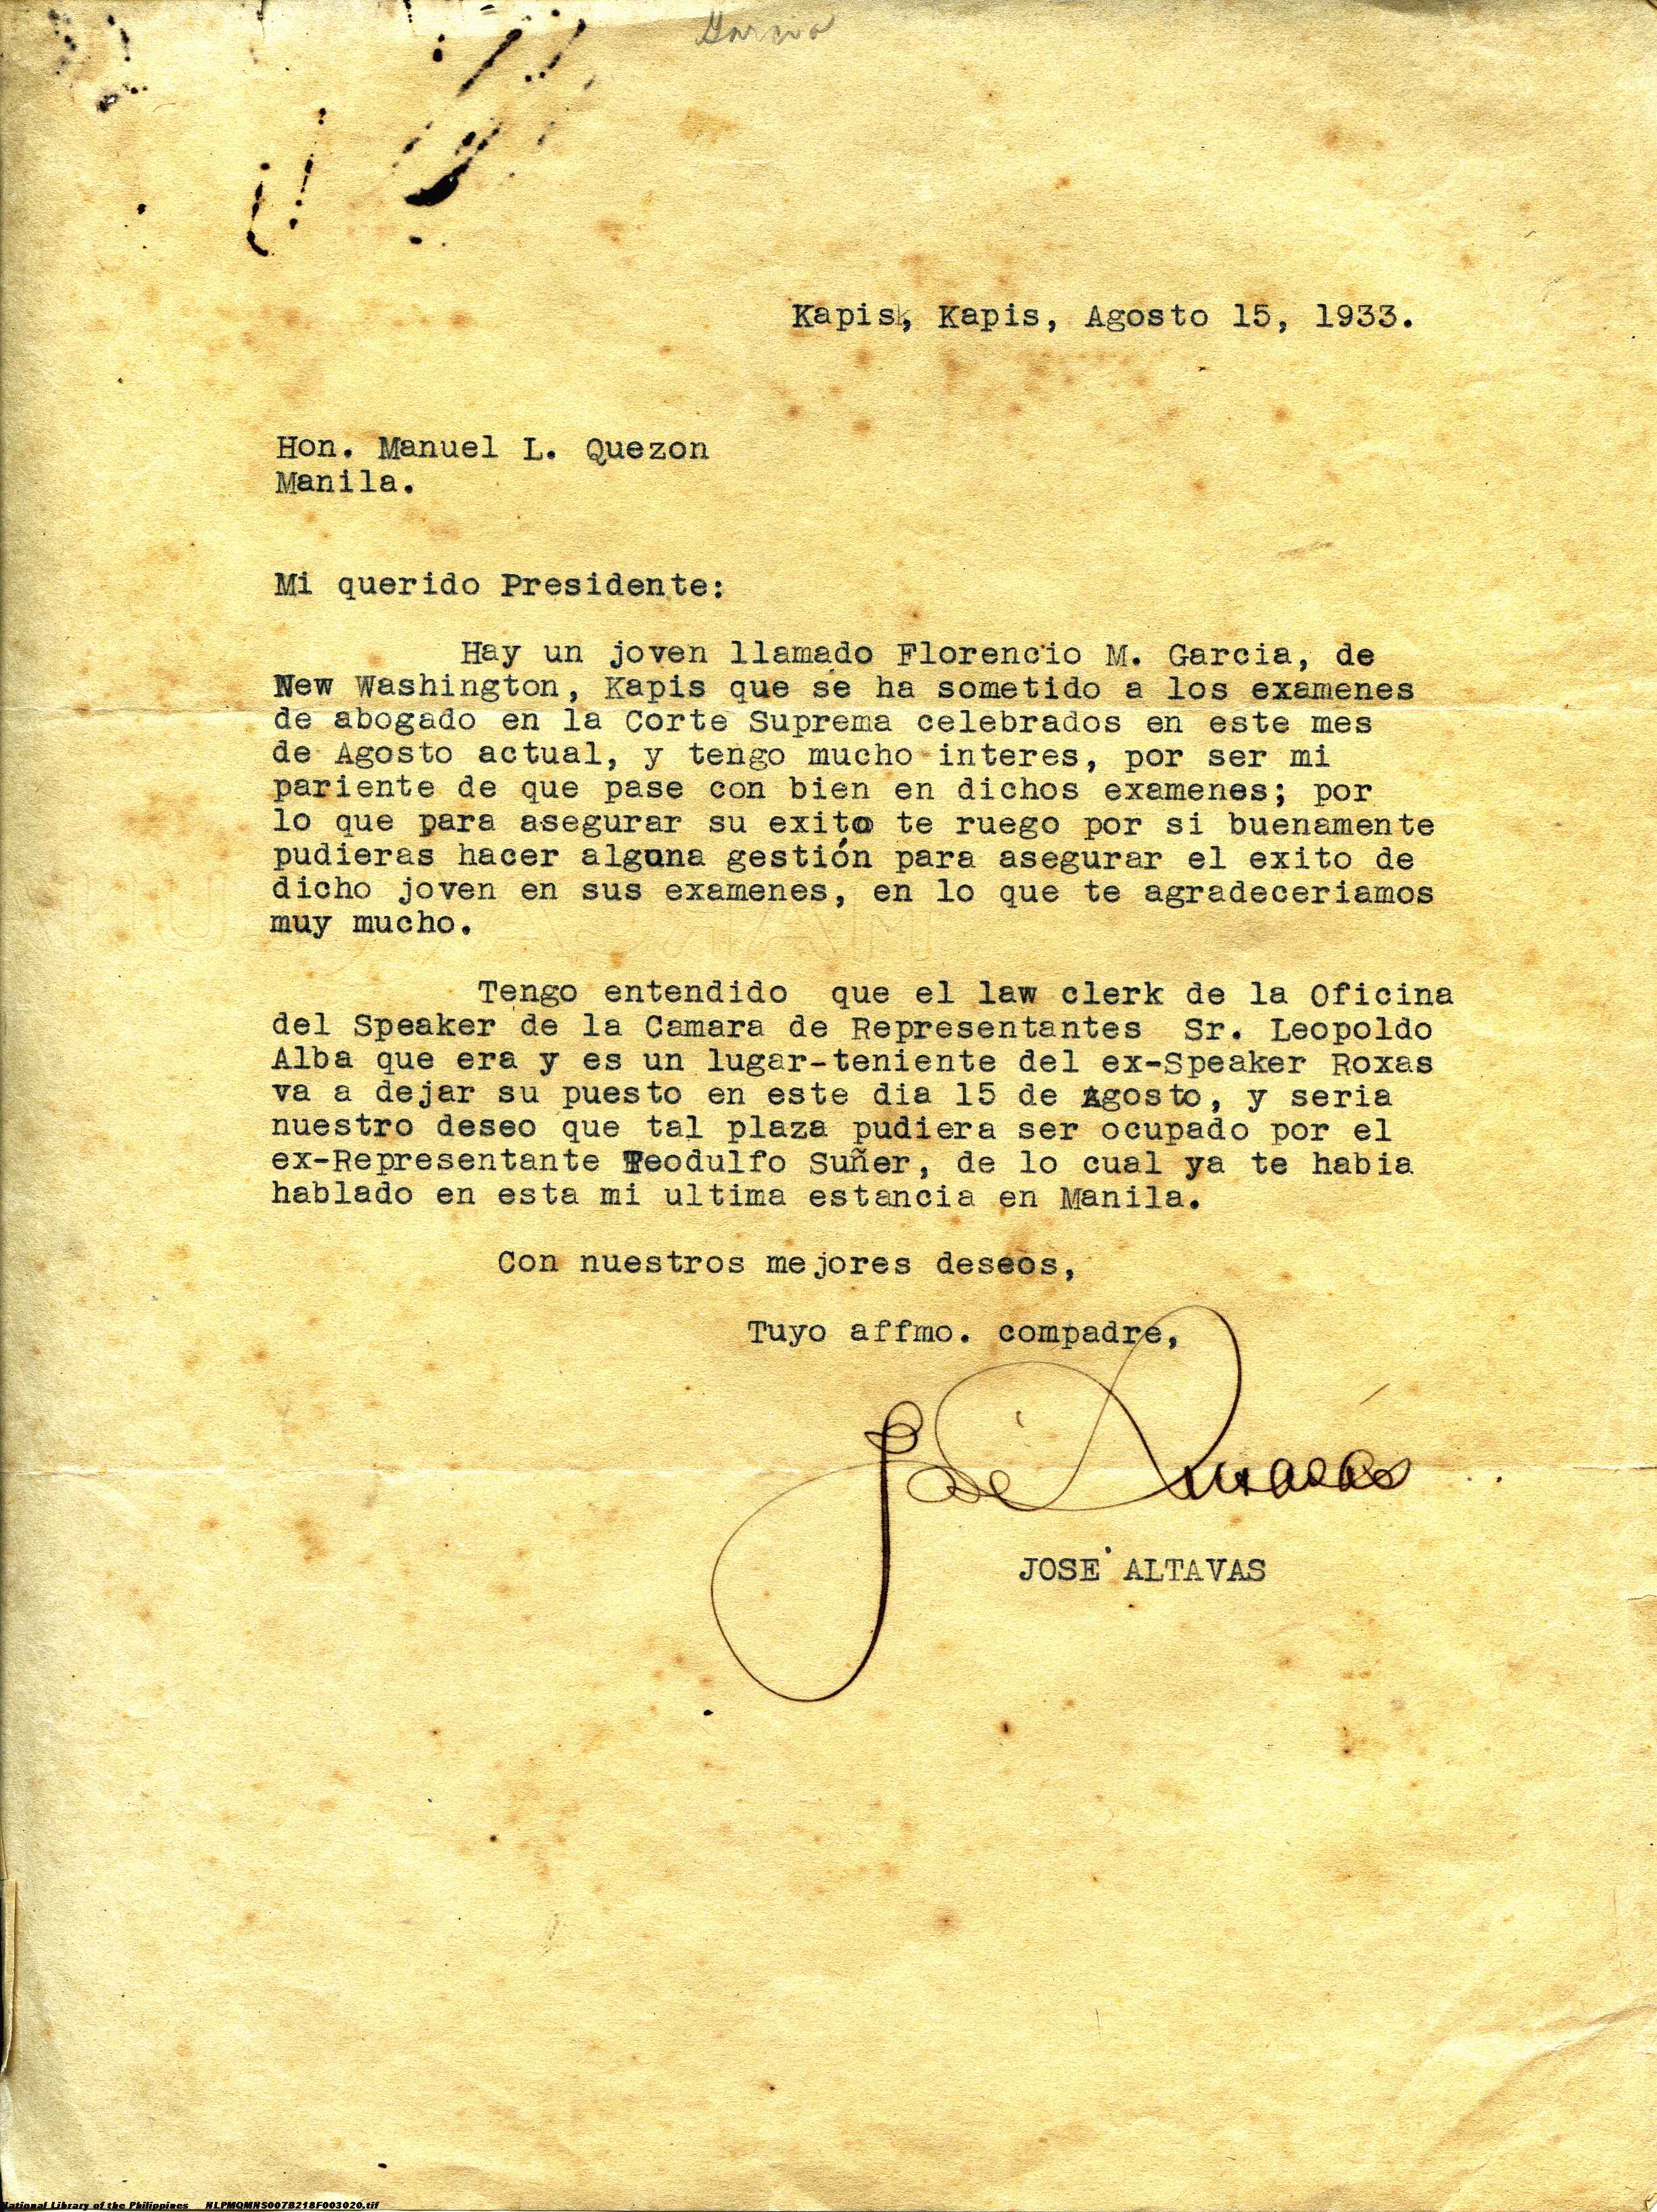 Garcia
Kapis, Kapis, Agosto 15, 1933.
Hon. Manuel L. Quezon
Manila.
Mi querido Presidente:
Hay un joven llamado Florencio M. Garcia, de
New Washington, Kapis que se ha sometido a los examenes
de abogado en la Corte Suprema celebrados en este mes
de Agosto actual, y tengo mucho interes, por ser mi
pariente de que pase con bien en dichos examenes; por
lo que para asegurar su exito te ruego por si buenamente
pudieras hacer alguna gestión para asegurar el exito de
dicho joven en sus examenes, en lo que te agradeceriamos
muy mucho.
Tengo entendido que el law clerk de la Oficina
del Speaker de la Camara de Representantes Sr. Leopoldo
Alba que era y es un lugar-teniente del ex-Speaker Roxas
va a dejar su puesto en este dia 15 de Agosto, y seria
nuestro deseo que tal plaza pudiera ser ocupado por el
ex-Representante Teodulfo Suñer, de lo cual ya te habia
hablado en esta mi ultima estancia en Manila.
Con nuestros mejores deseos,
Tuyo affmo. compadre,
José Altavas
JOSE ALTAVAS
National Library of the Philippines NLPMQMNS007B218F003020.tif